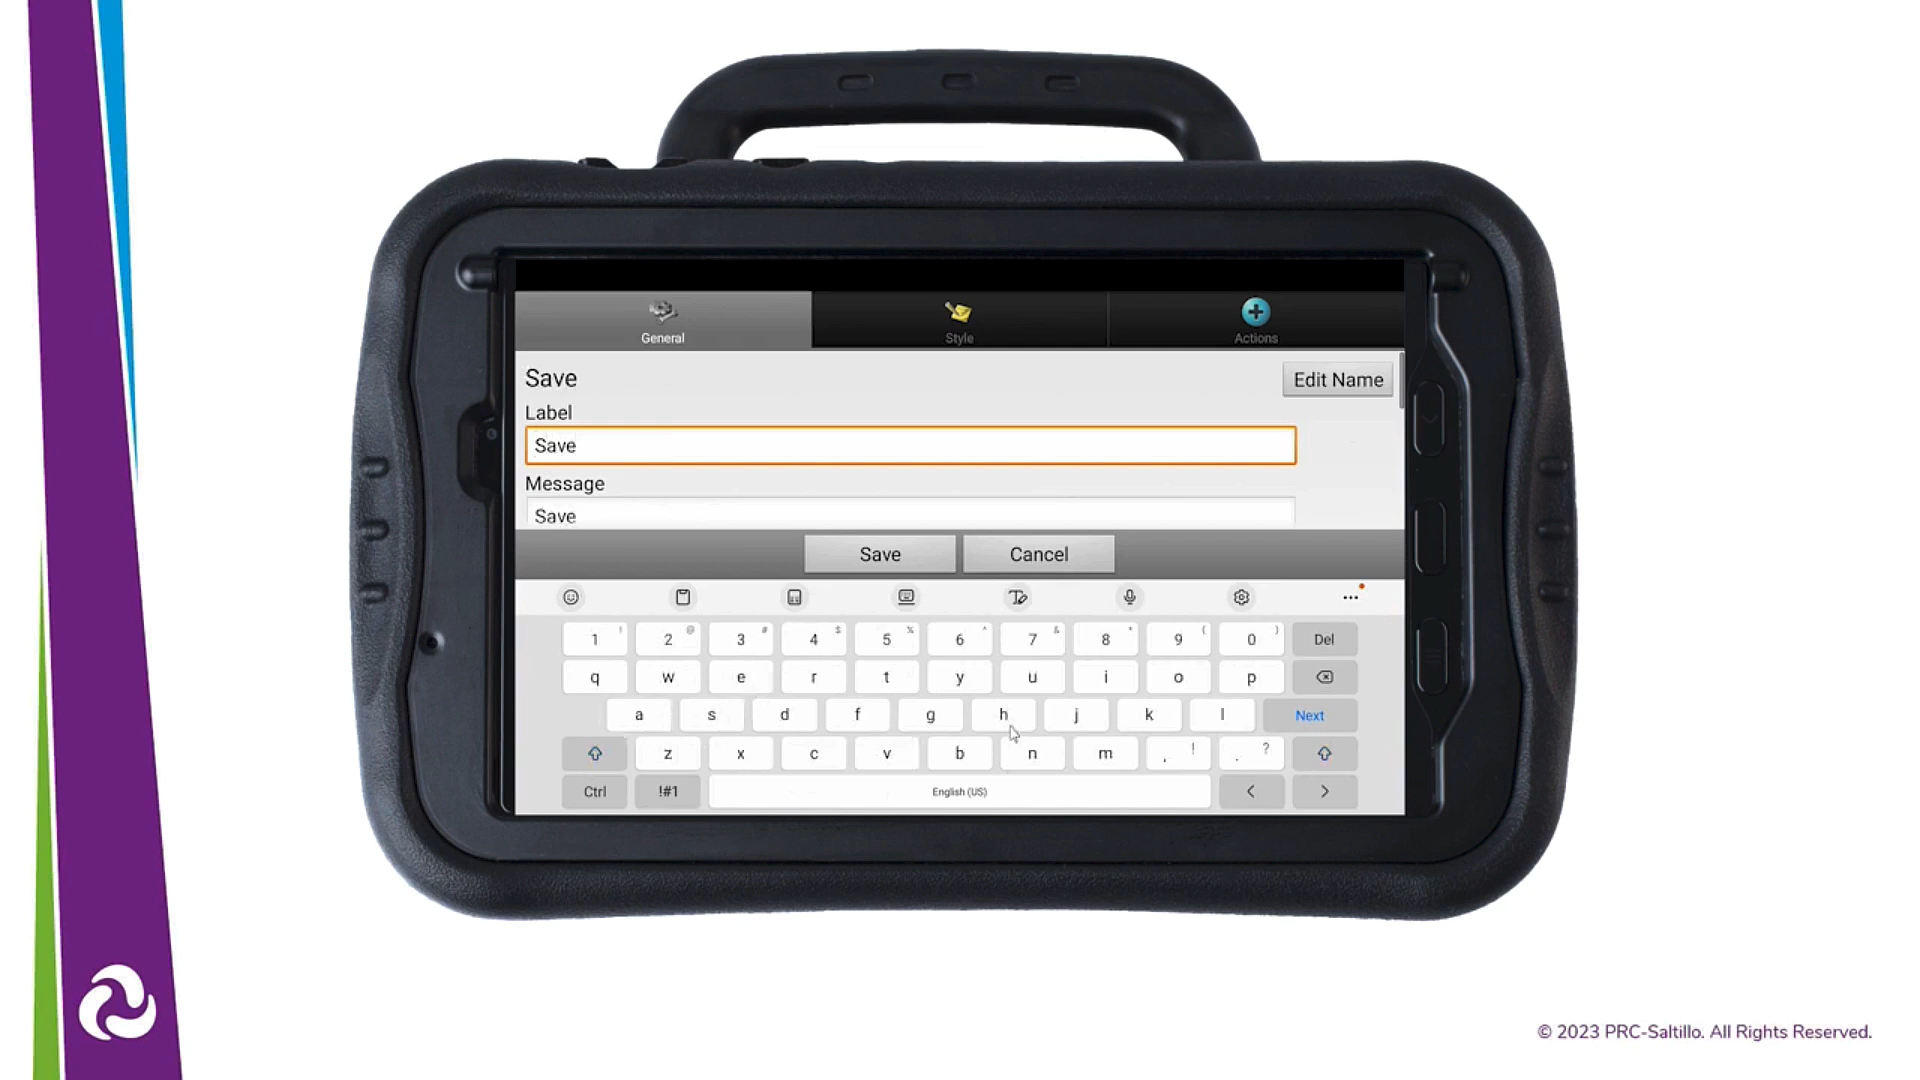 General
Style
Actions
Save
Edit Name
Label
Save
Message
Save
Save Cancel
1 ! 2 @ 3 # 4 $ 5 % 6 ^ 7 & 8 * 9 ( 0 ) Del
q w e r t y u i o p
a s d f g h j k l Next
z x c v b n m , ! . ?
Ctrl !#1 English (US) < >
© 2023 PRC-Saltillo. All Rights Reserved.